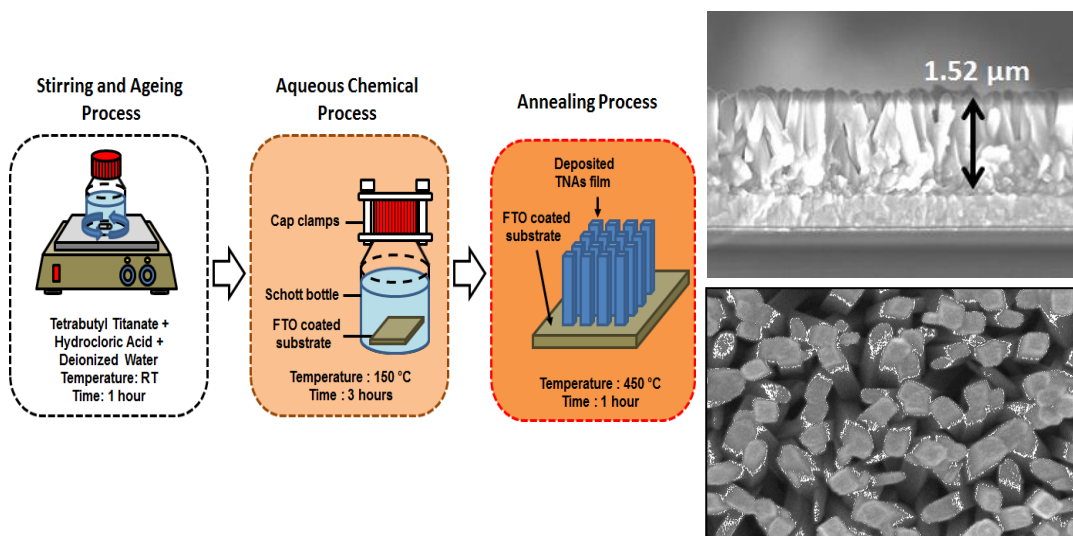 Stirring and Ageing
Process
Tetrabutyl Titanate +
Hydrocloric Acid +
Deionized Water
Temperature: RT
Time: 1 hour
Aqueous Chemical
Process
Cap clamps
Schott bottle
FTO coated
substrate
Temperature : 150 °C
Time : 3 hours
Annealing Process
Deposited
TNAs film
FTO coated
substrate
Temperature : 450 °C
Time : 1 hour
1.52 µm